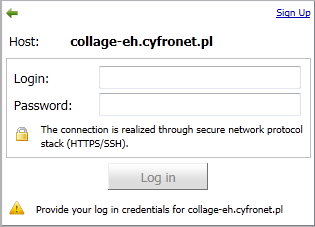 Sign Up
Host: collage-eh.cyfronet.pl
Login:
Password:
The connection is realized through secure network protocol
stack (HTTPS/SSH).
Log in
Provide your log in credentials for collage-eh.cyfronet.pl